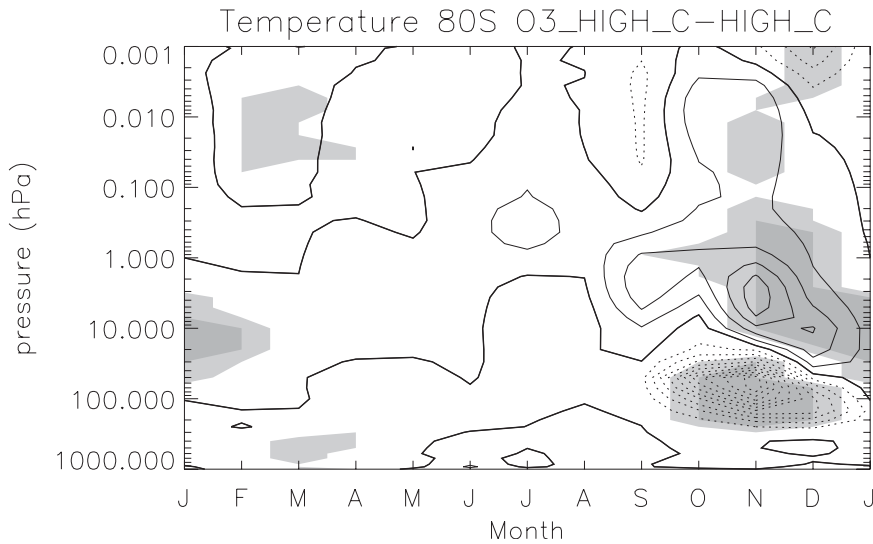 Temperature 80S O3_HIGH_C-HIGH_C
0.001
0.010
0.100
1.000
10.000
100.000
1000.000
pressure (hPa)
J F M A M J J A S O N D J
Month